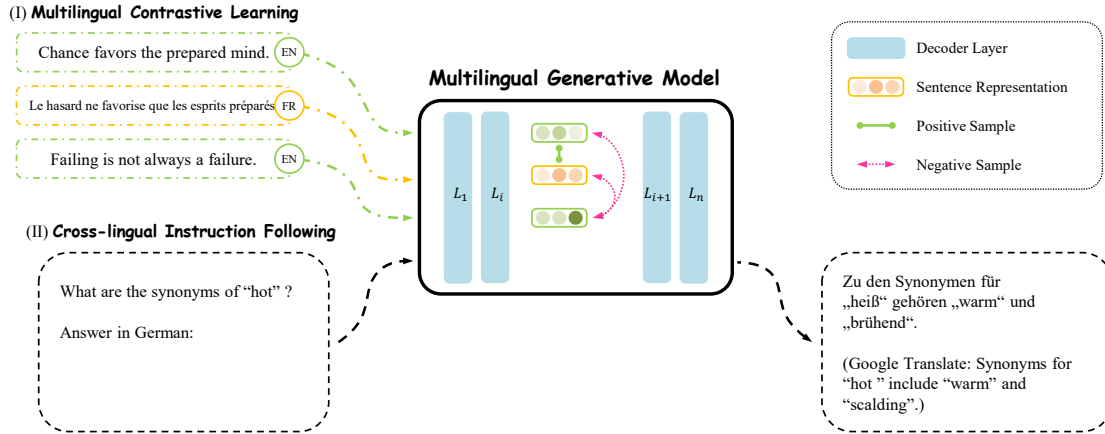 (I) Multilingual Contrastive Learning
Chance favors the prepared mind.
EN
Le hasard ne favorise que les esprits préparés
FR
Failing is not always a failure.
EN
(II) Cross-lingual Instruction Following
What are the synonyms of “hot” ?
Answer in German:
Multilingual Generative Model
L1
Li
Li+1
Ln
Decoder Layer
Sentence Representation
Positive Sample
Negative Sample
Zu den Synonymen für
„heiß“ gehören „warm“ und
„brühend“.
(Google Translate: Synonyms for
“hot ” include “warm” and
“scalding”.)